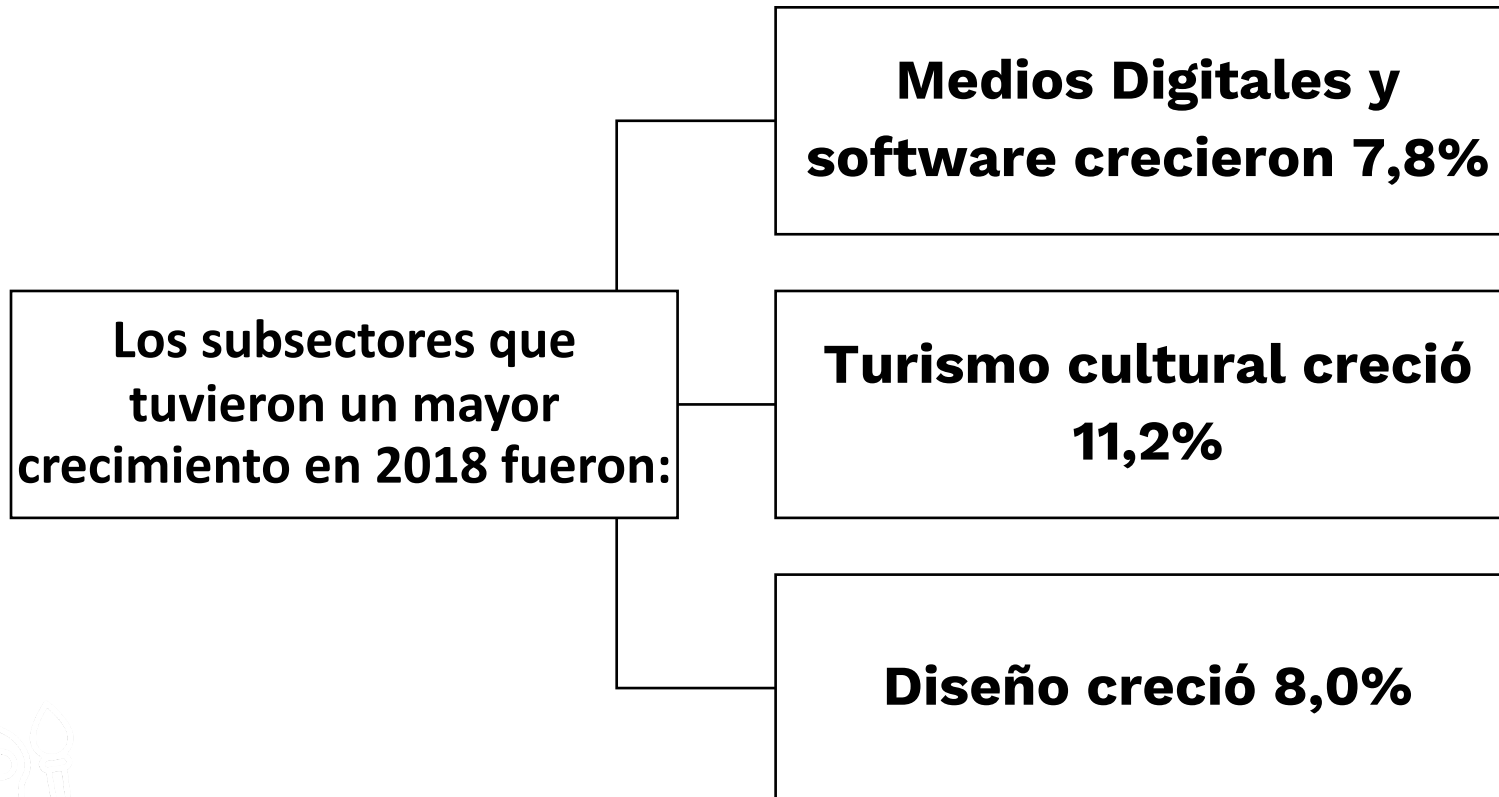 Los subsectores que
tuvieron un mayor
crecimiento en 2018 fueron:
Medios Digitales y
software crecieron 7,8%
Turismo cultural creció
11,2%
Diseño creció 8,0%